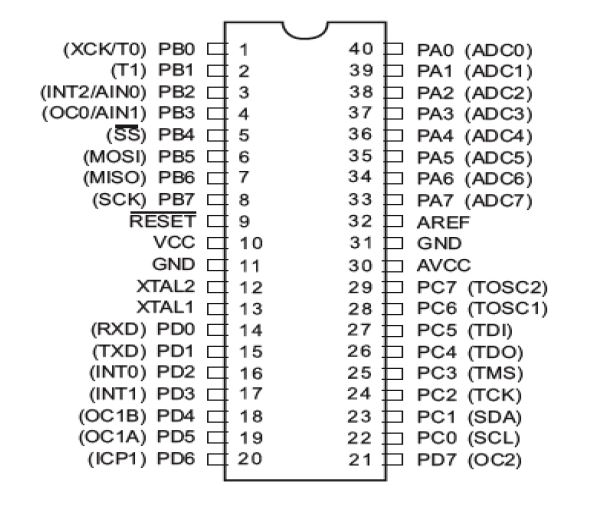 (XCK/T0) PB0 1 40 PA0 (ADC0)
(T1) PB1 2 39 PA1 (ADC1)
(INT2/AIN0) PB2 3 38 PA2 (ADC2)
(OC0/AIN1) PB3 4 37 PA3 (ADC3)
(S̅S̅) PB4 5 36 PA4 (ADC4)
(MOSI) PB5 6 35 PA5 (ADC5)
(MISO) PB6 7 34 PA6 (ADC6)
(SCK) PB7 8 33 PA7 (ADC7)
R̅E̅S̅E̅T̅ 9 32 AREF
VCC 10 31 GND
GND 11 30 AVCC
XTAL2 12 29 PC7 (TOSC2)
XTAL1 13 28 PC6 (TOSC1)
(RXD) PD0 14 27 PC5 (TDI)
(TXD) PD1 15 26 PC4 (TDO)
(INT0) PD2 16 25 PC3 (TMS)
(INT1) PD3 17 24 PC2 (TCK)
(OC1B) PD4 18 23 PC1 (SDA)
(OC1A) PD5 19 22 PC0 (SCL)
(ICP1) PD6 20 21 PD7 (OC2)